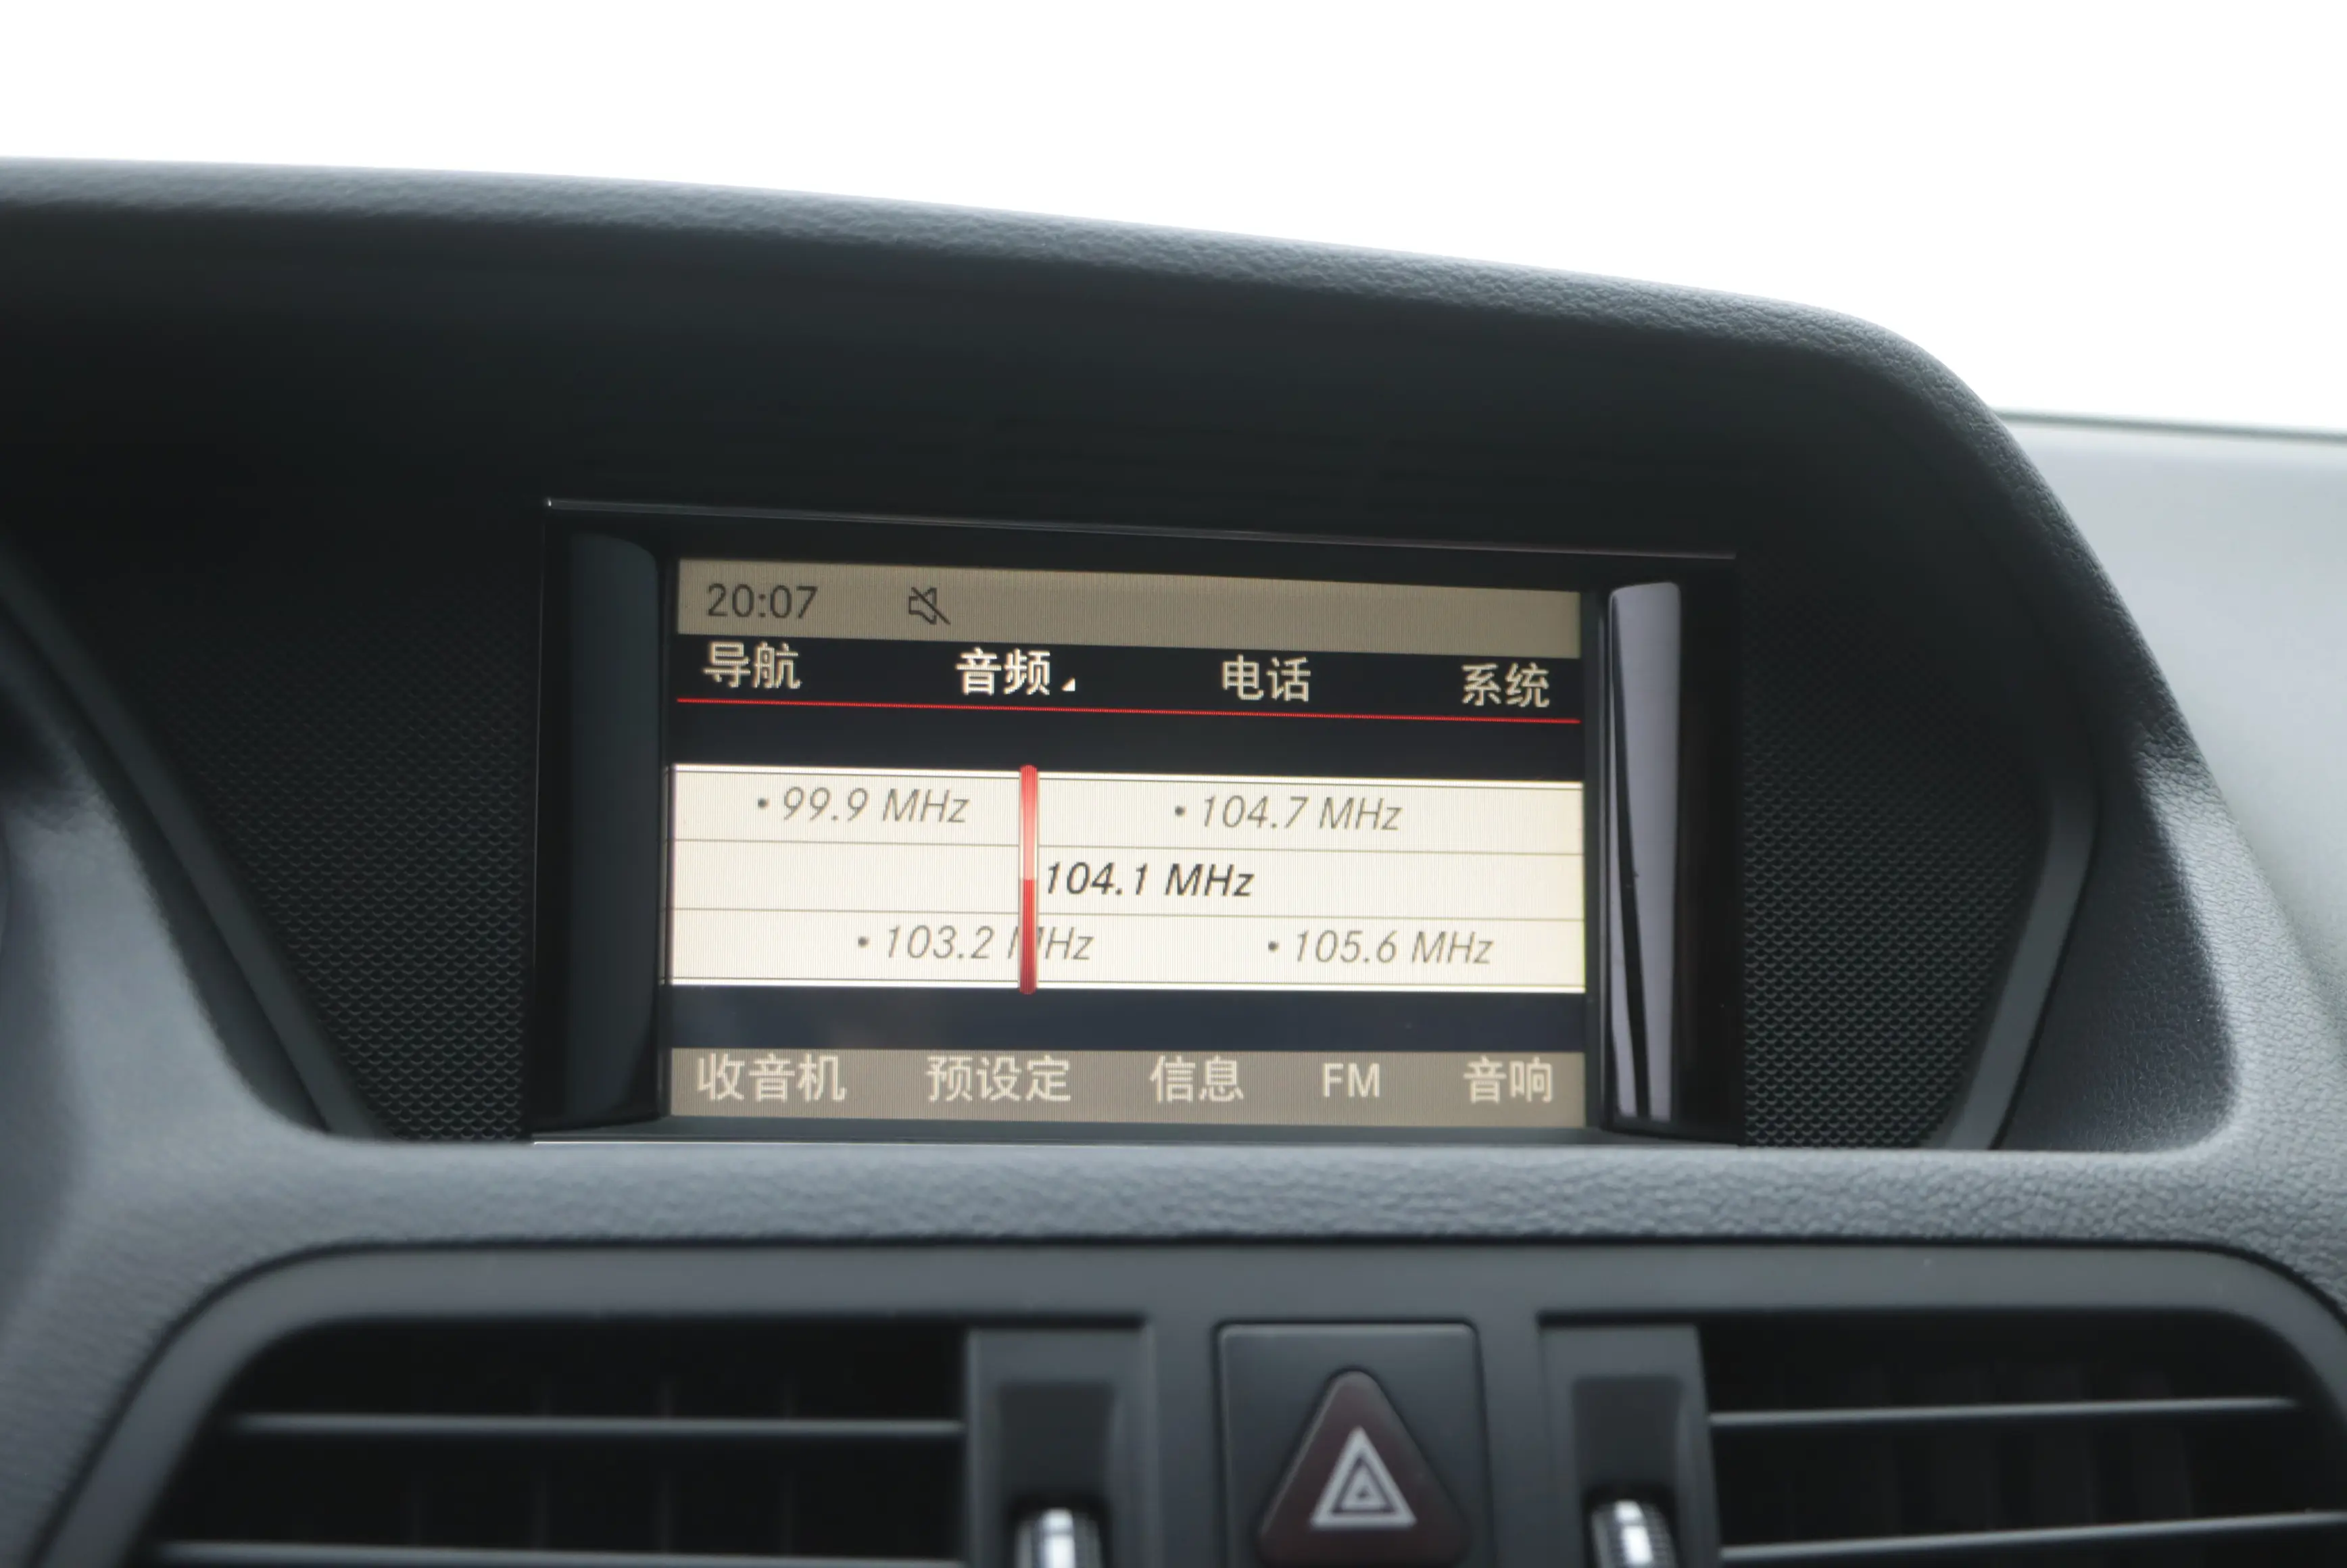 20:07
导航 音频 电话 系统
• 99.9 MHz • 104.7 MHz
104.1 MHz
• 103.2 MHz • 105.6 MHz
收音机 预设定 信息 FM 音响